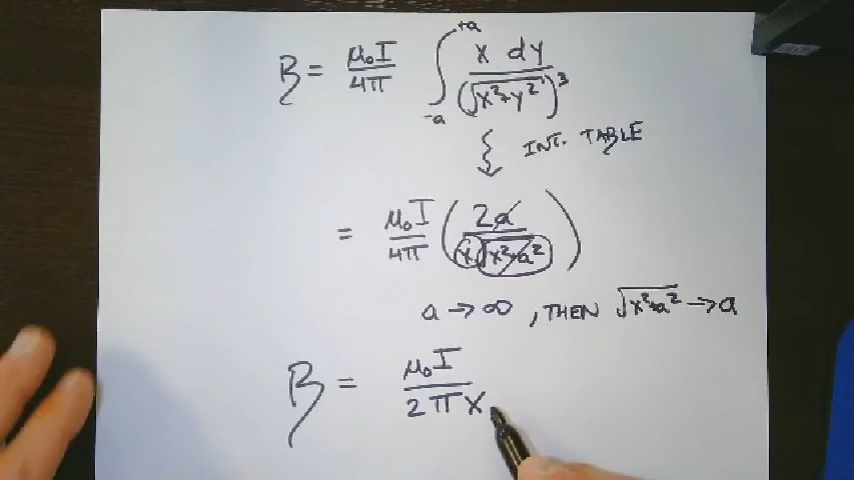 B = μ₀I/4π ∫₋ₐ⁺ᵃ x dy/(√x²+y²)³
INT. TABLE
= μ₀I/4π (2a/x√x²+a²)
a → ∞, THEN √x²+a² → a
B = μ₀I/2πx